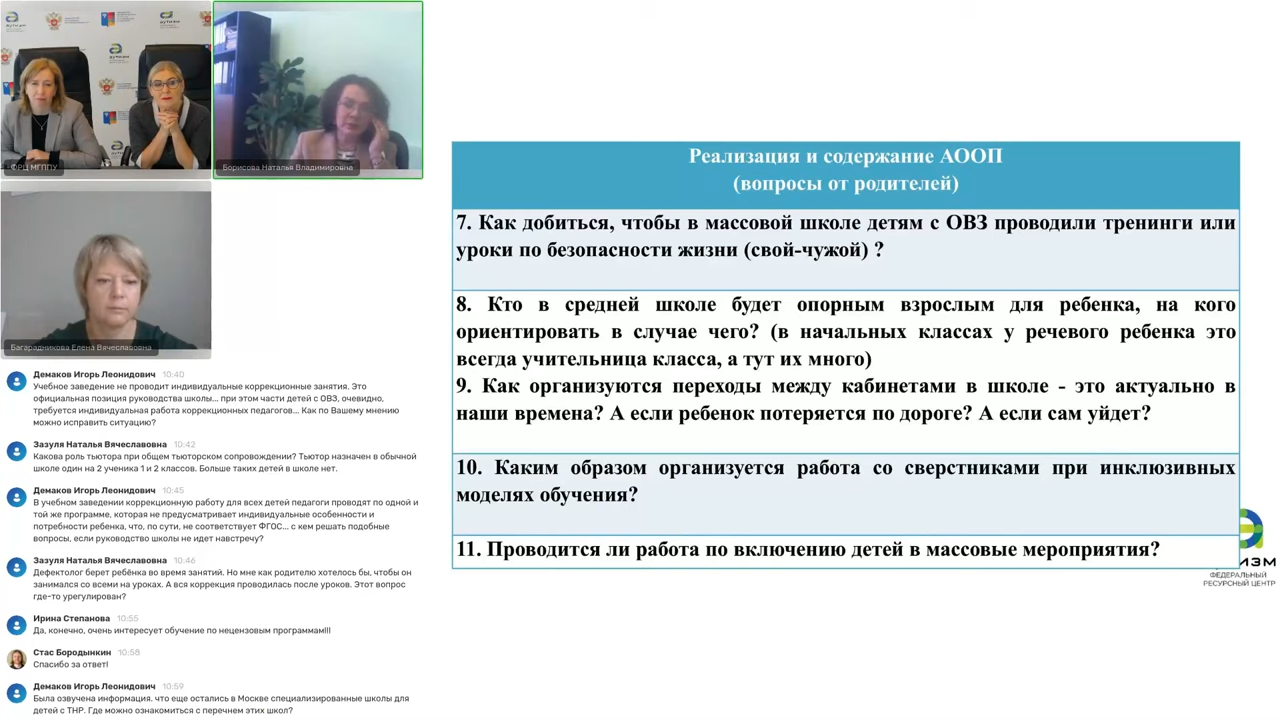 аутизм
аутизм
ФРЦ МГППУ
Борисова Наталья Владимировна
Багарадникова Елена Вячеславовна
Демаков Игорь Леонидович 10:40
Учебное заведение не проводит индивидуальные коррекционные занятия. Это
официальная позиция руководства школы... при этом части детей с ОВЗ, очевидно,
требуется индивидуальная работа коррекционных педагогов... Как по Вашему мнению
можно исправить ситуацию?
Зазуля Наталья Вячеславовна 10:42
Какова роль тьютора при общем тьюторском сопровождении? Тьютор назначен в обычной
школе один на 2 ученика 1 и 2 классов. Больше таких детей в школе нет.
Демаков Игорь Леонидович 10:45
В учебном заведении коррекционную работу для всех детей педагоги проводят по одной и
той же программе, которая не предусматривает индивидуальные особенности и
потребности ребенка, что, по сути, не соответствует ФГОС... с кем решать подобные
вопросы, если руководство школы не идет навстречу?
Зазуля Наталья Вячеславовна 10:46
Дефектолог берет ребёнка во время занятий. Но мне как родителю хотелось бы, чтобы он
занимался со всеми на уроках. А вся коррекция проводилась после уроков. Этот вопрос
где-то урегулирован?
Ирина Степанова 10:55
Да, конечно, очень интересует обучение по нецензовым программам!!!
Стас Бородынкин 10:58
Спасибо за ответ!
Демаков Игорь Леонидович 10:59
Была озвучена информация, что еще остались в Москве специализированные школы для
детей с ТНР. Где можно ознакомиться с перечнем этих школ?
Реализация и содержание АООП
(вопросы от родителей)
7. Как добиться, чтобы в массовой школе детям с ОВЗ проводили тренинги или
уроки по безопасности жизни (свой-чужой) ?
8. Кто в средней школе будет опорным взрослым для ребенка, на кого
ориентировать в случае чего? (в начальных классах у речевого ребенка это
всегда учительница класса, а тут их много)
9. Как организуются переходы между кабинетами в школе - это актуально в
наши времена? А если ребенок потеряется по дороге? А если сам уйдет?
10. Каким образом организуется работа со сверстниками при инклюзивных
моделях обучения?
11. Проводится ли работа по включению детей в массовые мероприятия?
ФЕДЕРАЛЬНЫЙ
РЕСУРСНЫЙ ЦЕНТР